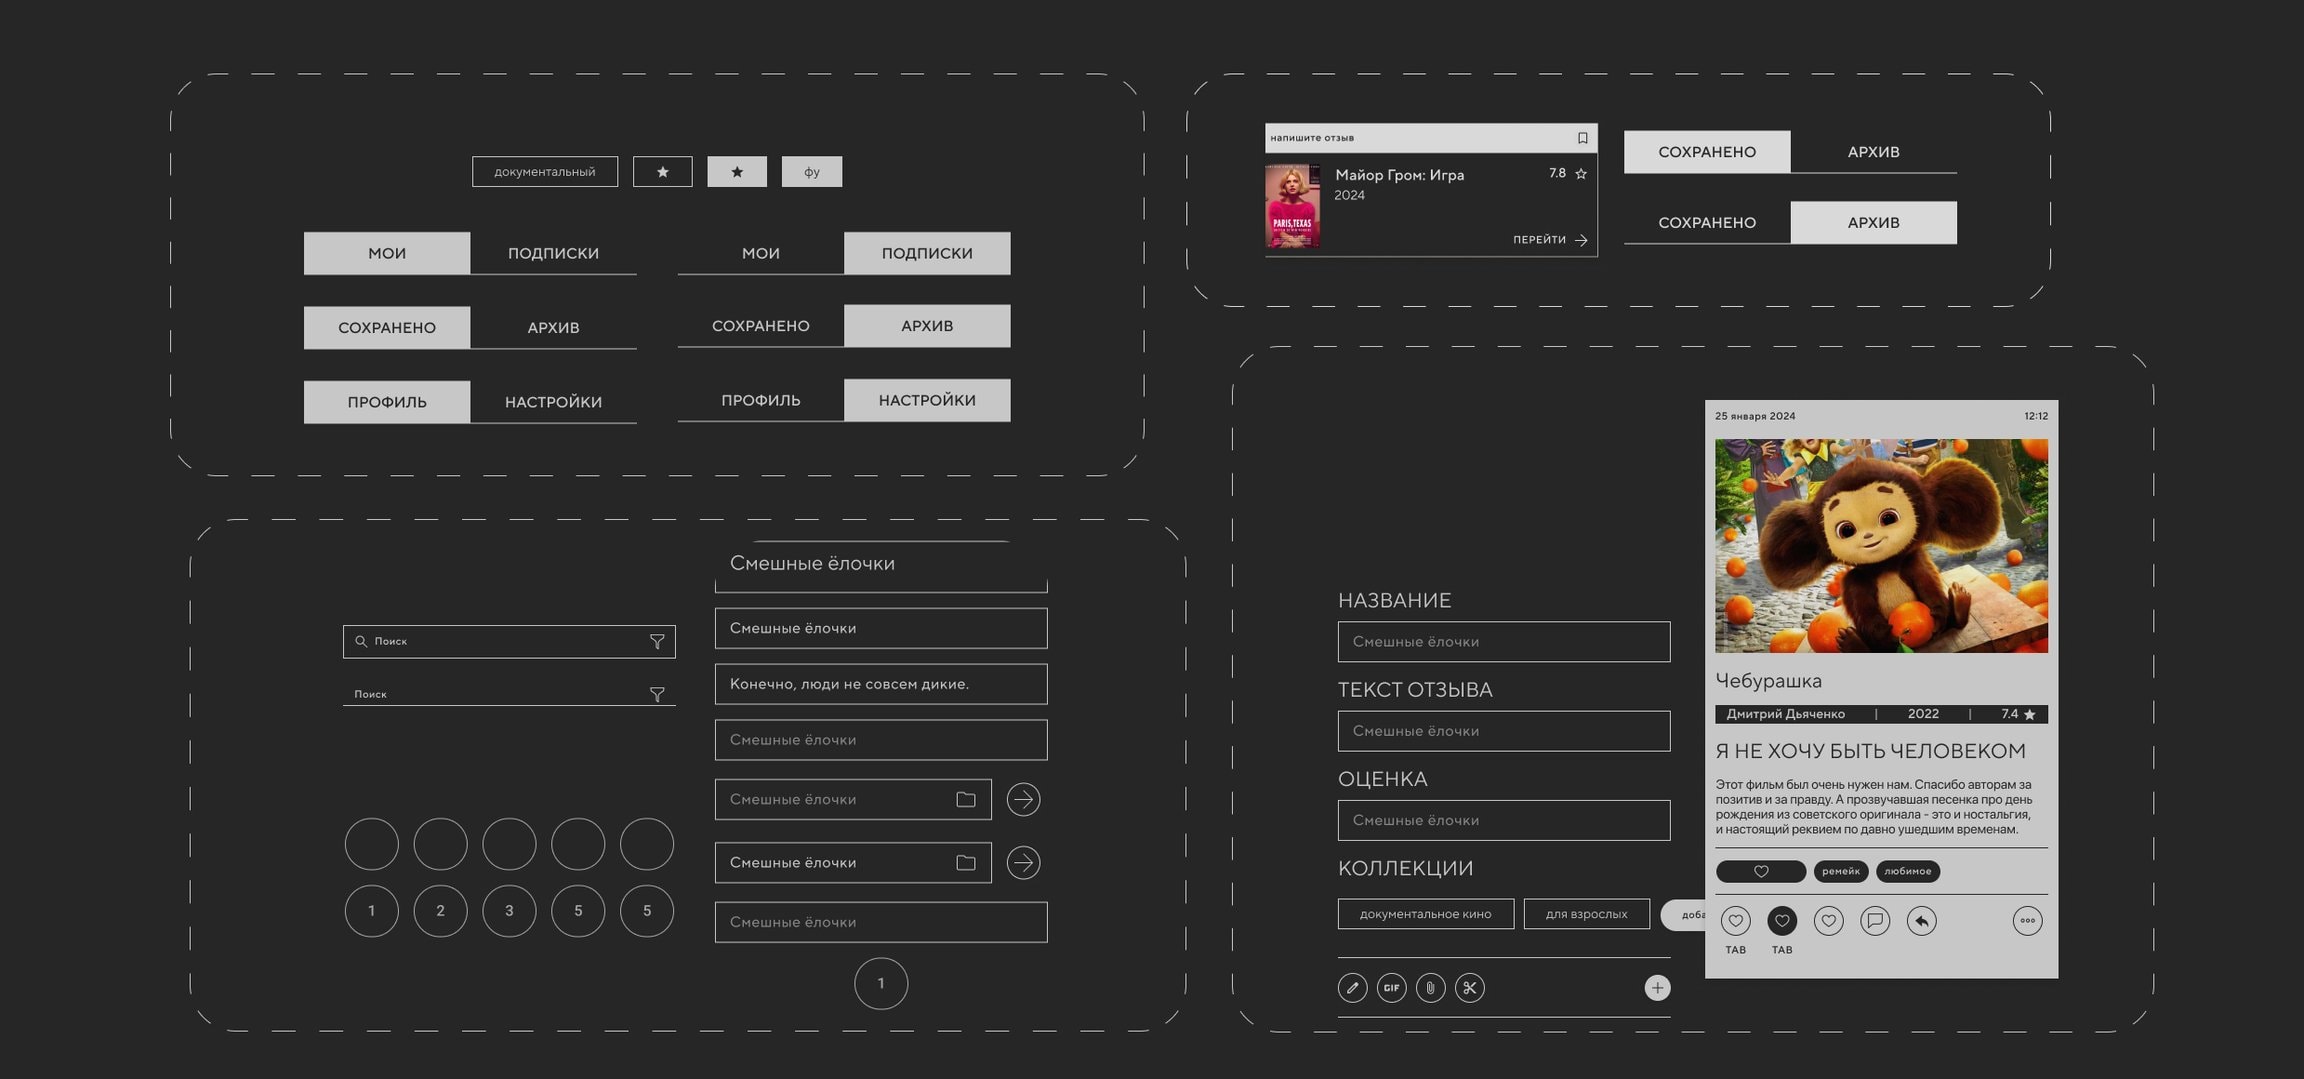 документальный
фу
МОИ ПОДПИСКИ
МОИ ПОДПИСКИ
СОХРАНЕНО АРХИВ
СОХРАНЕНО АРХИВ
ПРОФИЛЬ НАСТРОЙКИ
ПРОФИЛЬ НАСТРОЙКИ
напишите отзыв
Майор Гром: Игра 7.8
2024
PARIS, TEXAS
ПЕРЕЙТИ
СОХРАНЕНО АРХИВ
СОХРАНЕНО АРХИВ
Поиск
Поиск
1 2 3 5 5
Смешные ёлочки
Смешные ёлочки
Конечно, люди не совсем дикие.
Смешные ёлочки
Смешные ёлочки
Смешные ёлочки
Смешные ёлочки
1
НАЗВАНИЕ
Смешные ёлочки
ТЕКСТ ОТЗЫВА
Смешные ёлочки
ОЦЕНКА
Смешные ёлочки
КОЛЛЕКЦИИ
документальное кино для взрослых доба
GIF
25 января 2024 12:12
Чебурашка
Дмитрий Дьяченко | 2022 | 7.4
Я НЕ ХОЧУ БЫТЬ ЧЕЛОВЕКОМ
Этот фильм был очень нужен нам. Спасибо авторам за
позитив и за правду. А прозвучавшая песенка про день
рождения из советского оригинала - это и ностальгия,
и настоящий реквием по давно ушедшим временам.
ремейк любимое
TAB TAB